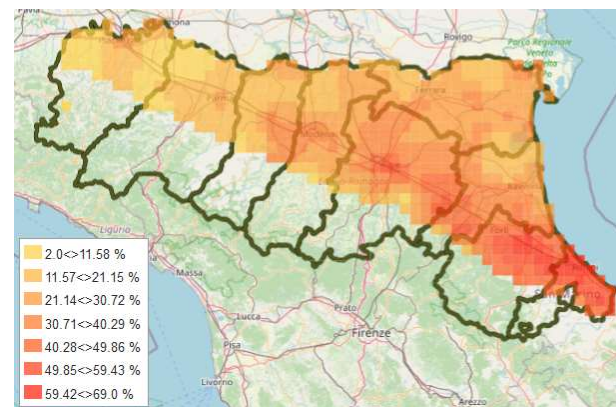 Pavia
Rovigo
Parco Regionale
Veneto
Ferrara
Ligùria
Massa
Lucca
Prato
Pisa
Firenze
Livorno
Arezzo
2.0<>11.58 %
11.57<>21.15 %
21.14<>30.72 %
30.71<>40.29 %
40.28<>49.86 %
49.85<>59.43 %
59.42<>69.0 %